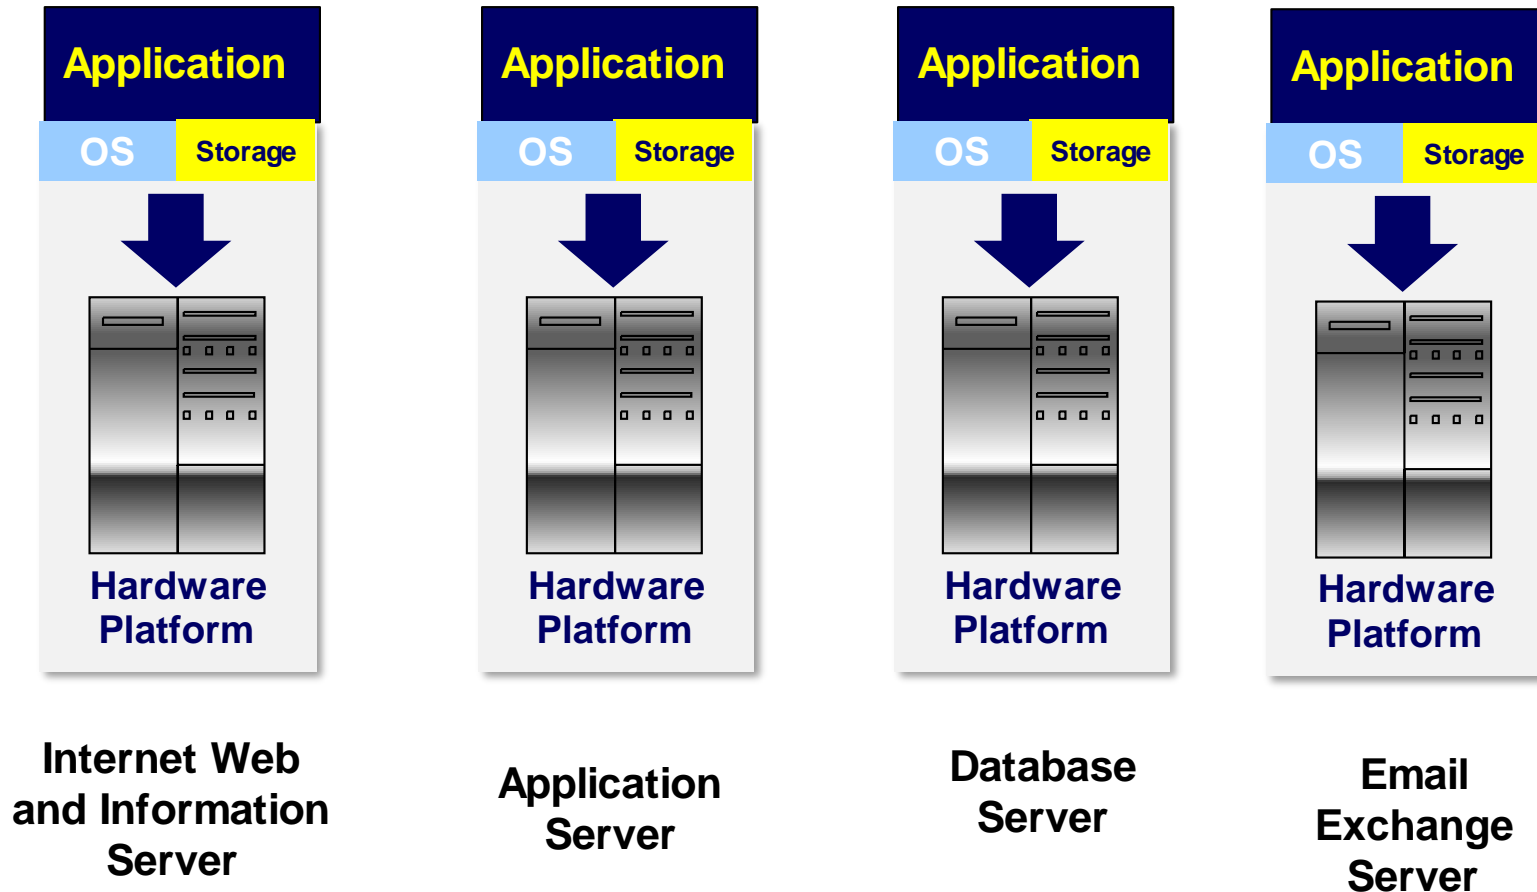 Application
OS
Storage
Hardware
Platform
Internet Web
and Information
Server
Application
OS
Storage
Hardware
Platform
Application
Server
Application
OS
Storage
Hardware
Platform
Database
Server
Application
OS
Storage
Hardware
Platform
Email
Exchange
Server